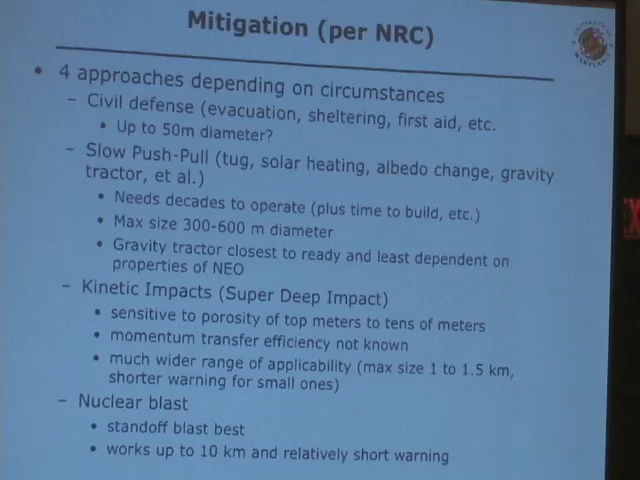 Mitigation (per NRC)
• 4 approaches depending on circumstances
– Civil defense (evacuation, sheltering, first aid, etc.
• Up to 50m diameter?
– Slow Push-Pull (tug, solar heating, albedo change, gravity
tractor, et al.)
• Needs decades to operate (plus time to build, etc.)
• Max size 300-600 m diameter
• Gravity tractor closest to ready and least dependent on
properties of NEO
– Kinetic Impacts (Super Deep Impact)
• sensitive to porosity of top meters to tens of meters
• momentum transfer efficiency not known
• much wider range of applicability (max size 1 to 1.5 km,
shorter warning for small ones)
– Nuclear blast
• standoff blast best
• works up to 10 km and relatively short warning